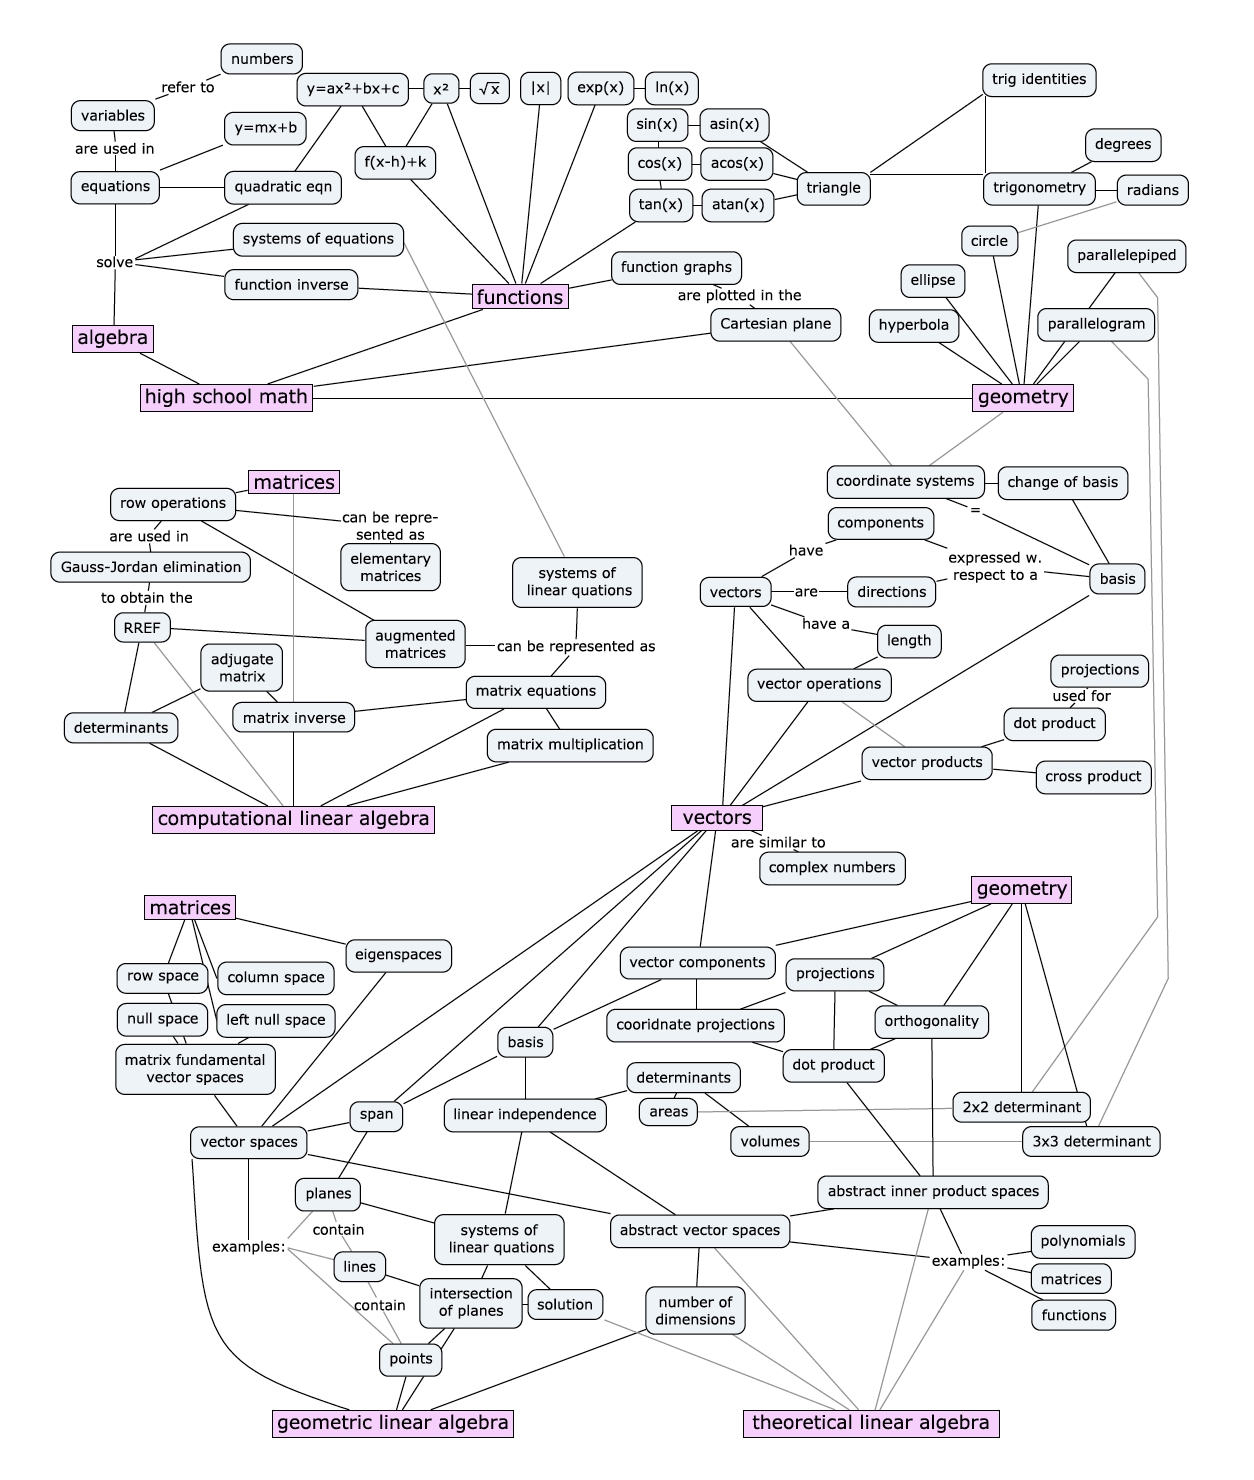 numbers
refer to
variables
are used in
equations
y=mx+b
y=ax²+bx+c
x²
√x
|x|
exp(x)
ln(x)
f(x-h)+k
quadratic eqn
systems of equations
solve
function inverse
algebra
functions
high school math
sin(x)
asin(x)
cos(x)
acos(x)
tan(x)
atan(x)
triangle
function graphs
are plotted in the
Cartesian plane
trig identities
degrees
trigonometry
radians
circle
parallelepiped
ellipse
hyperbola
parallelogram
geometry
matrices
row operations
can be repre-
sented as
are used in
elementary
matrices
Gauss-Jordan elimination
to obtain the
RREF
augmented
matrices
systems of
linear quations
can be represented as
adjugate
matrix
matrix equations
determinants
matrix inverse
matrix multiplication
computational linear algebra
coordinate systems
change of basis
=
components
have
expressed w.
respect to a
basis
vectors
are
directions
have a
length
vector operations
projections
used for
dot product
vector products
cross product
vectors
are similar to
complex numbers
matrices
eigenspaces
row space
column space
null space
left null space
matrix fundamental
vector spaces
vector spaces
span
basis
geometry
vector components
projections
cooridnate projections
orthogonality
dot product
determinants
linear independence
areas
volumes
2x2 determinant
3x3 determinant
planes
contain
examples:
lines
contain
systems of
linear quations
intersection
of planes
solution
points
abstract inner product spaces
abstract vector spaces
examples:
polynomials
matrices
functions
number of
dimensions
geometric linear algebra
theoretical linear algebra